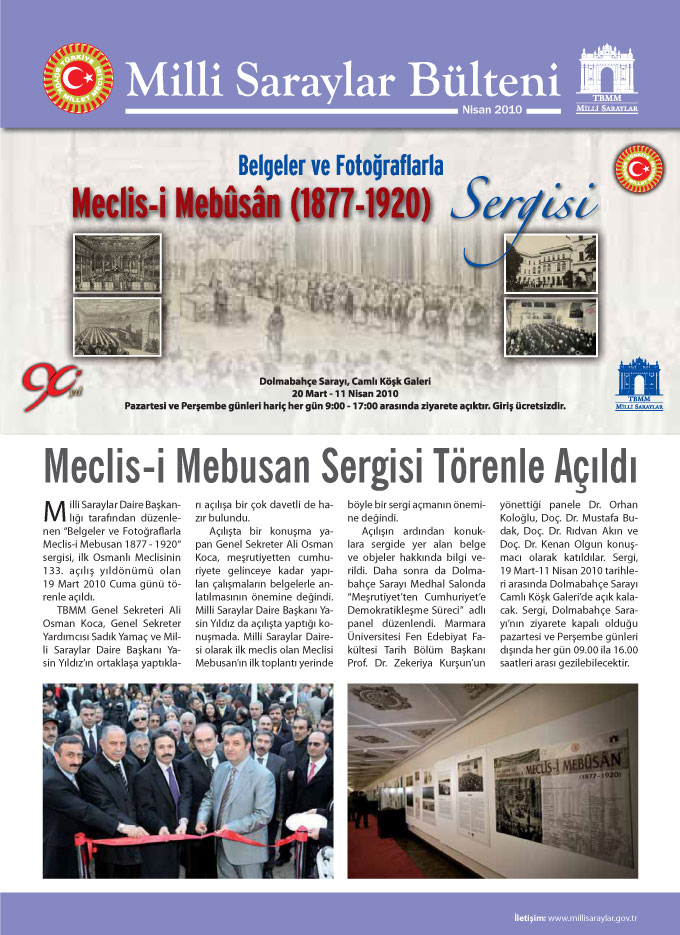 Milli Saraylar Bülteni
Nisan 2010
TBMM
MİLLİ SARAYLAR
Belgeler ve Fotoğraflarla
Meclis-i Mebûsân (1877-1920) Sergisi
90. yıl
Dolmabahçe Sarayı, Camlı Köşk Galeri
20 Mart - 11 Nisan 2010
Pazartesi ve Perşembe günleri hariç her gün 9:00 - 17:00 arasında ziyarete açıktır. Giriş ücretsizdir.
TBMM
MİLLİ SARAYLAR
Meclis-i Mebusan Sergisi Törenle Açıldı
Milli Saraylar Daire Başkan-
lığı tarafından düzenle-
nen "Belgeler ve Fotoğraflarla
Meclis-i Mebusan 1877 - 1920"
sergisi, ilk Osmanlı Meclisinin
133. açılış yıldönümü olan
19 Mart 2010 Cuma günü tö-
renle açıldı.
TBMM Genel Sekreteri Ali
Osman Koca, Genel Sekreter
Yardımcısı Sadık Yamaç ve Mil-
li Saraylar Daire Başkanı Ya-
sin Yıldız'ın ortaklaşa yaptıkla-
rı açılışa bir çok davetli de ha-
zır bulundu.
Açılışta bir konuşma ya-
pan Genel Sekreter Ali Osman
Koca, meşrutiyetten cumhu-
riyete gelinceye kadar yapı-
lan çalışmaların belgelerle an-
latılmasının önemine değindi.
Milli Saraylar Daire Başkanı Ya-
sin Yıldız da açılışta yaptığı ko-
nuşmada. Milli Saraylar Daire-
si olarak ilk meclis olan Meclisi
Mebusan'ın ilk toplantı yerinde
böyle bir sergi açmanın önemi-
ne değindi.
Açılışın ardından konuk-
lara sergide yer alan belge
ve objeler hakkında bilgi ve-
rildi. Daha sonra da Dolma-
bahçe Sarayı Medhal Salonda
"Meşrutiyet'ten Cumhuriyet'e
Demokratikleşme Süreci" adlı
panel düzenlendi. Marmara
Üniversitesi Fen Edebiyat Fa-
kültesi Tarih Bölüm Başkanı
Prof. Dr. Zekeriya Kurşun'un
yönettiği panele Dr. Orhan
Koloğlu, Doç. Dr. Mustafa Bu-
dak, Doç. Dr. Rıdvan Akın ve
Doç. Dr. Kenan Olgun konuş-
macı olarak katıldılar. Sergi,
19 Mart-11 Nisan 2010 tarihle-
ri arasında Dolmabahçe Sarayı
Camlı Köşk Galeri'de açık kala-
cak. Sergi, Dolmabahçe Sara-
yı'nın ziyarete kapalı olduğu
pazartesi ve Perşembe günleri
dışında her gün 09.00 ila 16.00
saatleri arası gezilebilecektir.
MECLİS-İ MEBÛSÂN
(1877-1920)
İletişim: www.millisaraylar.gov.tr